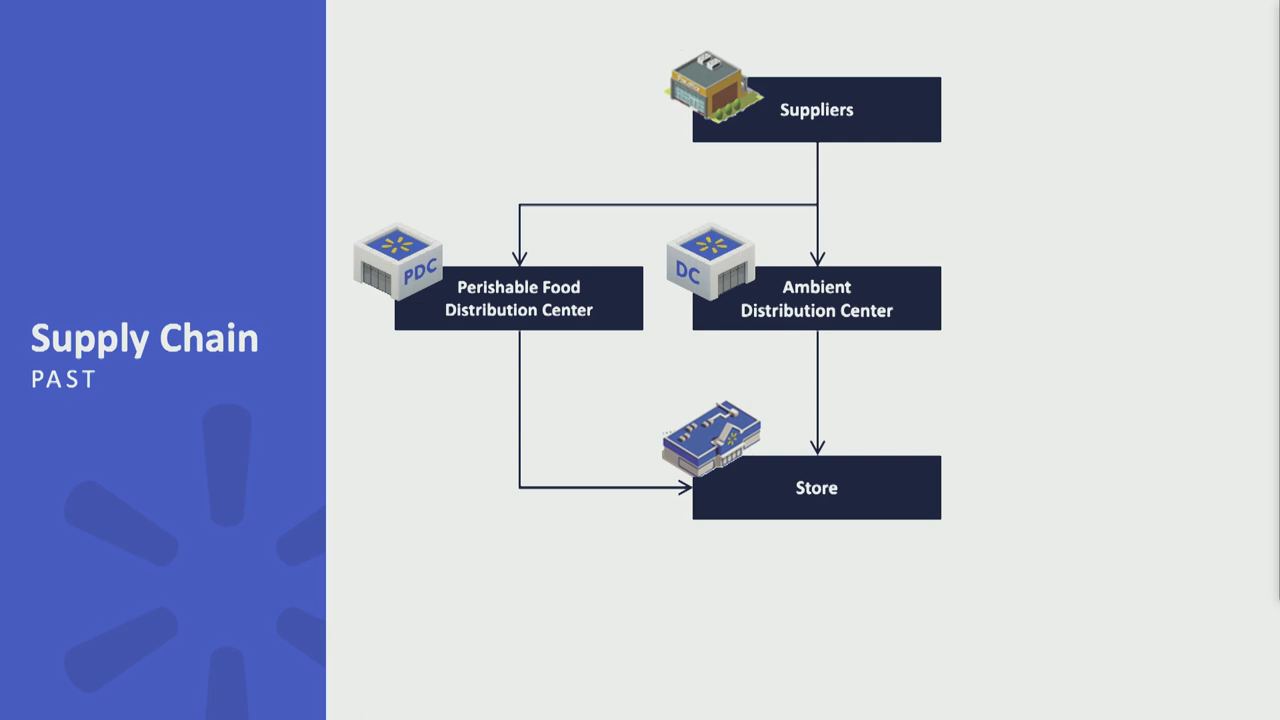 Supply Chain
PAST
Suppliers
PDC
Perishable Food
Distribution Center
DC
Ambient
Distribution Center
Store